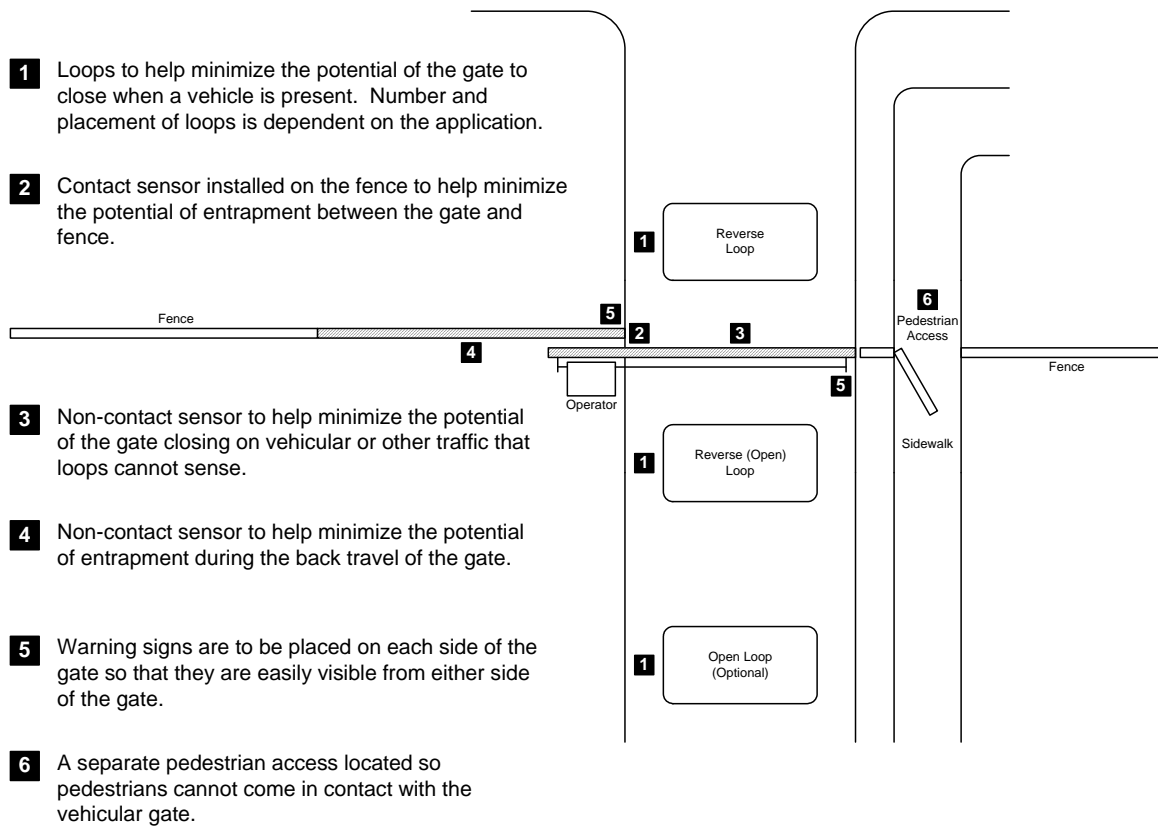 1 Loops to help minimize the potential of the gate to
close when a vehicle is present.  Number and
placement of loops is dependent on the application.
2 Contact sensor installed on the fence to help minimize
the potential of entrapment between the gate and
fence.
1
Reverse
Loop
Fence
5
2
3
4
6
Pedestrian
Access
Fence
Operator
5
3 Non-contact sensor to help minimize the potential
of the gate closing on vehicular or other traffic that
loops cannot sense.
1
Reverse (Open)
Loop
Sidewalk
4 Non-contact sensor to help minimize the potential
of entrapment during the back travel of the gate.
5 Warning signs are to be placed on each side of the
gate so that they are easily visible from either side
of the gate.
1
Open Loop
(Optional)
6 A separate pedestrian access located so
pedestrians cannot come in contact with the
vehicular gate.